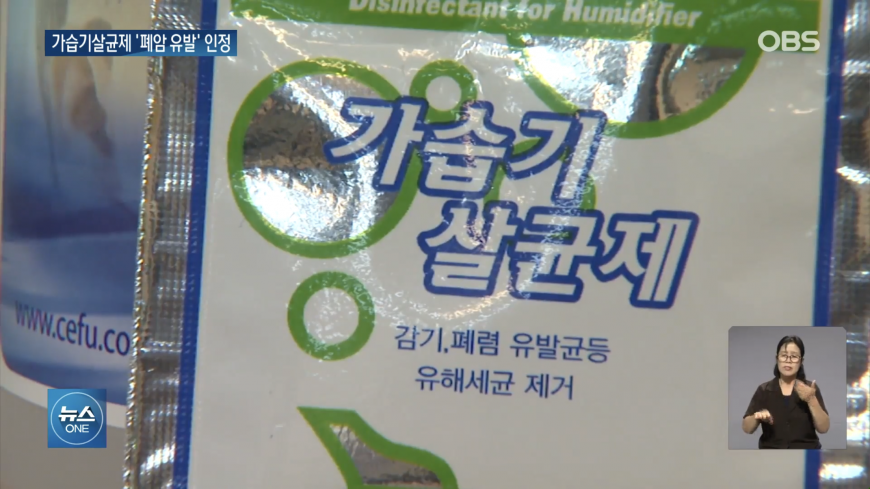 가습기살균제 '폐암 유발' 인정
OBS
Disinfectant for Humidifier
가습기
살균제
감기.폐렴 유발균등
유해세균 제거
www.cefu.co
뉴스
ONE